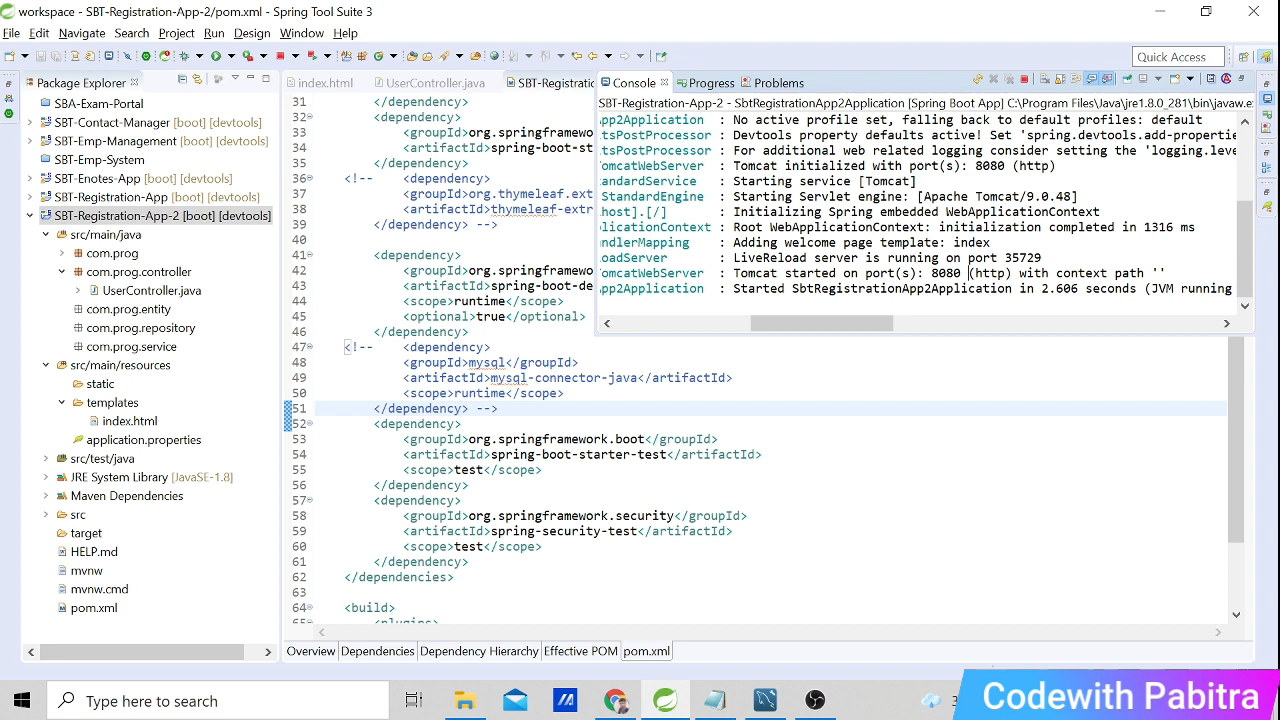 workspace - SBT-Registration-App-2/pom.xml - Spring Tool Suite 3
File Edit Navigate Search Project Run Design Window Help
Quick Access
Package Explorer
index.html
UserController.java
SBT-Registratio
Console
Progress
Problems
SBT-Registration-App-2 - SbtRegistrationApp2Application [Spring Boot App] C:\Program Files\Java\jre1.8.0_281\bin\javaw.e
App2Application : No active profile set, falling back to default profiles: default
tsPostProcessor : Devtools property defaults active! Set 'spring.devtools.add-properti
tsPostProcessor : For additional web related logging consider setting the 'logging.leve
TomcatWebServer : Tomcat initialized with port(s): 8080 (http)
tandardService : Starting service [Tomcat]
StandardEngine : Starting Servlet engine: [Apache Tomcat/9.0.48]
host].[/] : Initializing Spring embedded WebApplicationContext
plicationContext : Root WebApplicationContext: initialization completed in 1316 ms
andlerMapping : Adding welcome page template: index
loadServer : LiveReload server is running on port 35729
TomcatWebServer : Tomcat started on port(s): 8080 (http) with context path ''
App2Application : Started SbtRegistrationApp2Application in 2.606 seconds (JVM running
SBA-Exam-Portal
SBT-Contact-Manager [boot] [devtools]
SBT-Emp-Management [boot] [devtools]
SBT-Emp-System
SBT-Enotes-App [boot] [devtools]
SBT-Registration-App [boot] [devtools]
SBT-Registration-App-2 [boot] [devtools]
src/main/java
com.prog
com.prog.controller
UserController.java
com.prog.entity
com.prog.repository
com.prog.service
src/main/resources
static
templates
index.html
application.properties
src/test/java
JRE System Library [JavaSE-1.8]
Maven Dependencies
src
target
HELP.md
mvnw
mvnw.cmd
pom.xml
31 </dependency>
32 <dependency>
33 <groupId>org.springframewo
34 <artifactId>spring-boot-st
35 </dependency>
36 <!-- <dependency>
37 <groupId>org.thymeleaf.ext
38 <artifactId>thymeleaf-extr
39 </dependency> -->
40
41 <dependency>
42 <groupId>org.springframewo
43 <artifactId>spring-boot-de
44 <scope>runtime</scope>
45 <optional>true</optional>
46 </dependency>
47 <!-- <dependency>
48 <groupId>mysql</groupId>
49 <artifactId>mysql-connector-java</artifactId>
50 <scope>runtime</scope>
51 </dependency> -->
52 <dependency>
53 <groupId>org.springframework.boot</groupId>
54 <artifactId>spring-boot-starter-test</artifactId>
55 <scope>test</scope>
56 </dependency>
57 <dependency>
58 <groupId>org.springframework.security</groupId>
59 <artifactId>spring-security-test</artifactId>
60 <scope>test</scope>
61 </dependency>
62 </dependencies>
63
64 <build>
<plugins>
Overview Dependencies Dependency Hierarchy Effective POM pom.xml
Type here to search
Codewith Pabitra